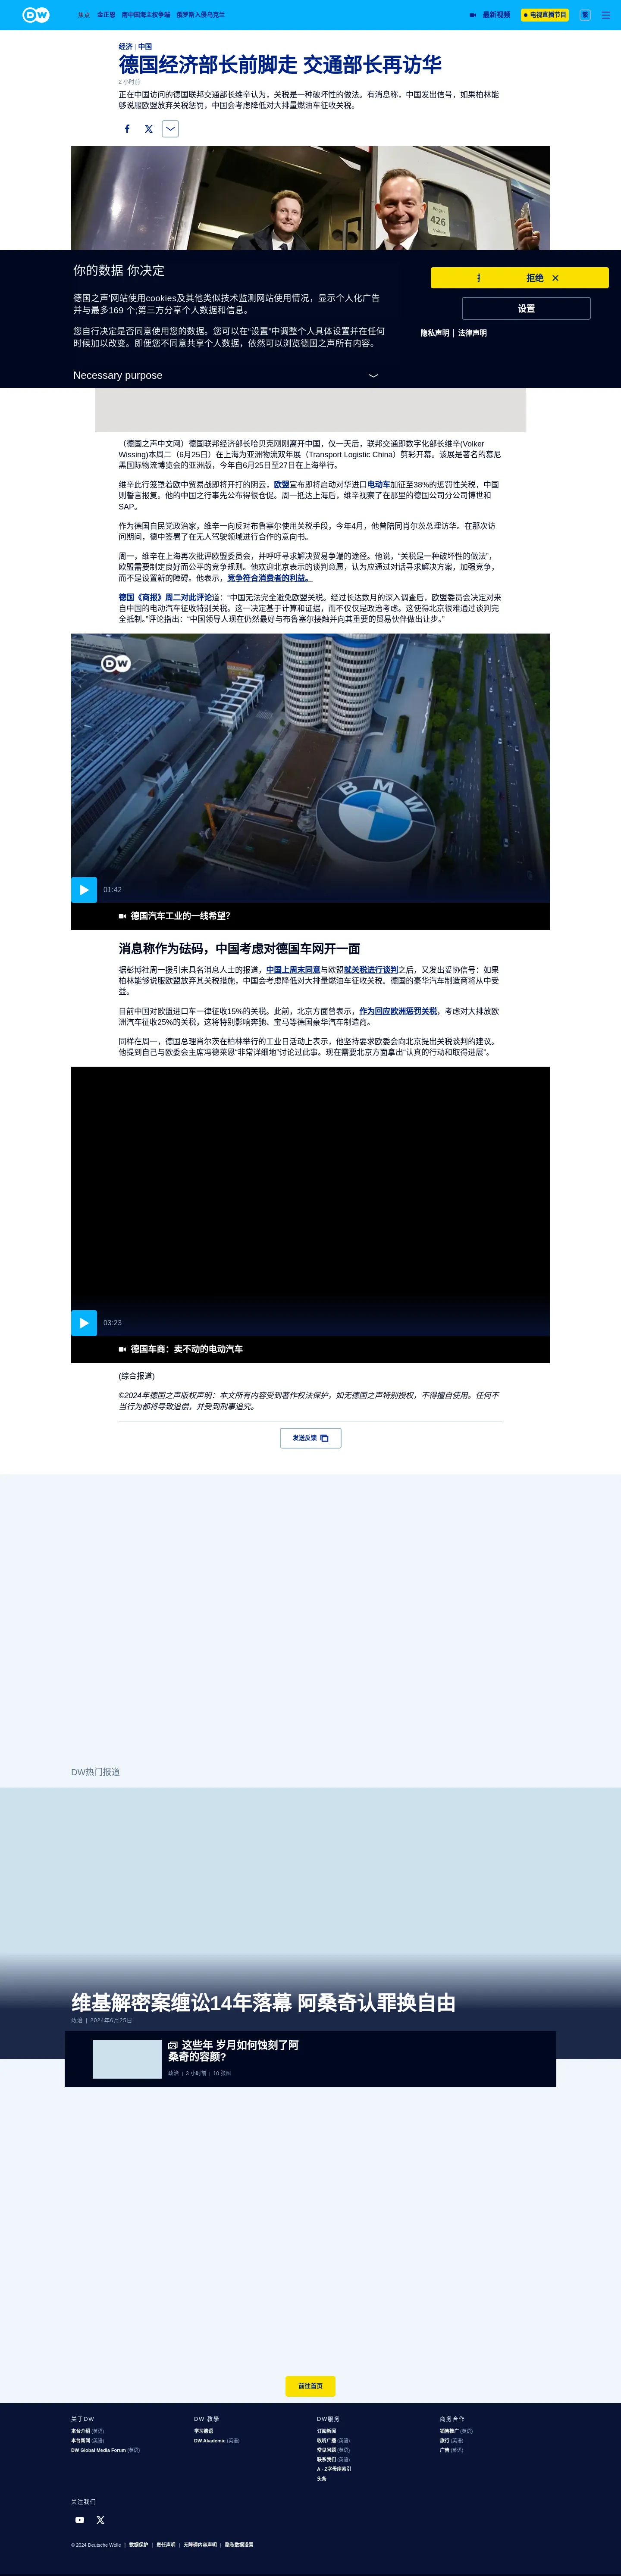 DW
焦点 金正恩 南中国海主权争端 俄罗斯入侵乌克兰
最新视频
电视直播节目
繁
经济 | 中国
德国经济部长前脚走 交通部长再访华
2 小时前
正在中国访问的德国联邦交通部长维辛认为，关税是一种破坏性的做法。有消息称，中国发出信号，如果柏林能
够说服欧盟放弃关税惩罚，中国会考虑降低对大排量燃油车征收关税。
Wagen
426
Voiture
你的数据 你决定
德国之声'网站使用cookies及其他类似技术监测网站使用情况，显示个人化广告
并与最多169 个;第三方分享个人数据和信息。
您自行决定是否同意使用您的数据。您可以在“设置”中调整个人具体设置并在任何
时候加以改变。即便您不同意共享个人数据，依然可以浏览德国之声所有内容。
Necessary purpose
拒绝
设置
隐私声明 | 法律声明
（德国之声中文网）德国联邦经济部长哈贝克刚刚离开中国，仅一天后，联邦交通即数字化部长维辛(Volker
Wissing)本周二（6月25日）在上海为亚洲物流双年展（Transport Logistic China）剪彩开幕。该展是著名的慕尼
黑国际物流博览会的亚洲版，今年自6月25日至27日在上海举行。
维辛此行笼罩着欧中贸易战即将开打的阴云，欧盟宣布即将启动对华进口电动车加征至38%的惩罚性关税，中国
则誓言报复。他的中国之行事先公布得很仓促。周一抵达上海后，维辛视察了在那里的德国公司分公司博世和
SAP。
作为德国自民党政治家，维辛一向反对布鲁塞尔使用关税手段，今年4月，他曾陪同肖尔茨总理访华。在那次访
问期间，德中签署了在无人驾驶领域进行合作的意向书。
周一，维辛在上海再次批评欧盟委员会，并呼吁寻求解决贸易争端的途径。他说，“关税是一种破坏性的做法”，
欧盟需要制定良好而公平的竞争规则。他欢迎北京表示的谈判意愿，认为应通过对话寻求解决方案，加强竞争，
而不是设置新的障碍。他表示，竞争符合消费者的利益。
德国《商报》周二对此评论道：“中国无法完全避免欧盟关税。经过长达数月的深入调查后，欧盟委员会决定对来
自中国的电动汽车征收特别关税。这一决定基于计算和证据，而不仅仅是政治考虑。这使得北京很难通过谈判完
全抵制。”评论指出：“中国领导人现在仍然最好与布鲁塞尔接触并向其重要的贸易伙伴做出让步。”
DW
BMW
01:42
德国汽车工业的一线希望？
消息称作为砝码，中国考虑对德国车网开一面
据彭博社周一援引未具名消息人士的报道，中国上周末同意与欧盟就关税进行谈判之后，又发出妥协信号：如果
柏林能够说服欧盟放弃其关税措施，中国会考虑降低对大排量燃油车征收关税。德国的豪华汽车制造商将从中受
益。
目前中国对欧盟进口车一律征收15%的关税。此前，北京方面曾表示，作为回应欧洲惩罚关税，考虑对大排放欧
洲汽车征收25%的关税，这将特别影响奔驰、宝马等德国豪华汽车制造商。
同样在周一，德国总理肖尔茨在柏林举行的工业日活动上表示，他坚持要求欧委会向北京提出关税谈判的建议。
他提到自己与欧委会主席冯德莱恩“非常详细地”讨论过此事。现在需要北京方面拿出“认真的行动和取得进展”。
03:23
德国车商：卖不动的电动汽车
(综合报道)
©2024年德国之声版权声明：本文所有内容受到著作权法保护，如无德国之声特别授权，不得擅自使用。任何不
当行为都将导致追偿，并受到刑事追究。
发送反馈
DW热门报道
维基解密案缠讼14年落幕 阿桑奇认罪换自由
政治 | 2024年6月25日
这些年 岁月如何蚀刻了阿
桑奇的容颜?
政治 | 3 小时前 | 10 张图
前往首页
关于DW
本台介绍 (英语)
本台新闻 (英语)
DW Global Media Forum (英语)
DW 教学
学习德语
DW Akademie (英语)
DW服务
订阅新闻
收听广播 (英语)
常见问题 (英语)
联系我们 (英语)
A - Z字母序索引
头条
商务合作
销售推广 (英语)
旅行 (英语)
广告 (英语)
关注我们
© 2024 Deutsche Welle | 数据保护 | 责任声明 | 无障碍内容声明 | 隐私数据设置